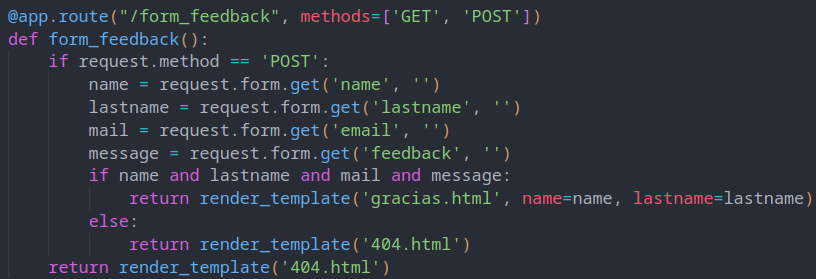 @app.route("/form_feedback", methods=['GET', 'POST'])
def form_feedback():
    if request.method == 'POST':
        name = request.form.get('name', '')
        lastname = request.form.get('lastname', '')
        mail = request.form.get('email', '')
        message = request.form.get('feedback', '')
        if name and lastname and mail and message:
            return render_template('gracias.html', name=name, lastname=lastname)
        else:
            return render_template('404.html')
    return render_template('404.html')